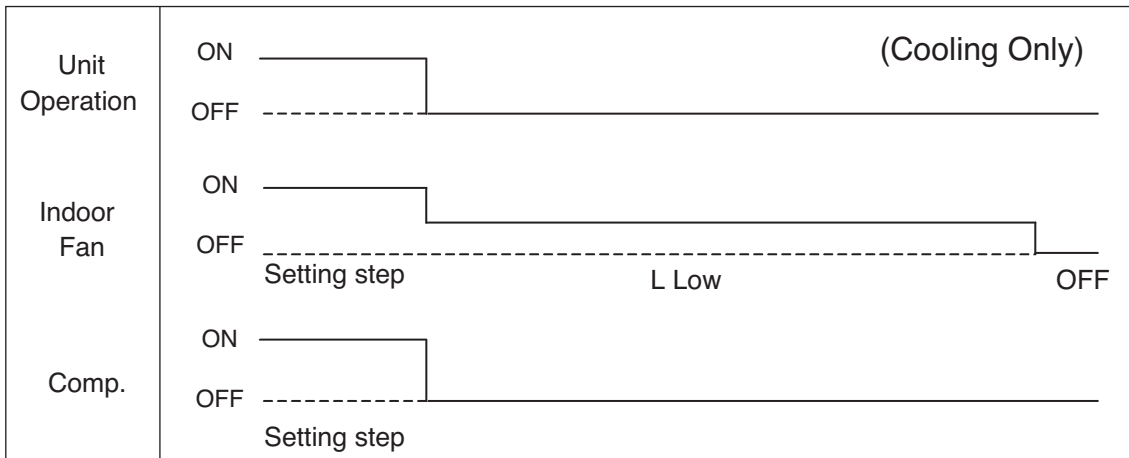 Unit
Operation
ON
OFF
(Cooling Only)
Indoor
Fan
ON
OFF
Setting step
L Low
OFF
Comp.
ON
OFF
Setting step